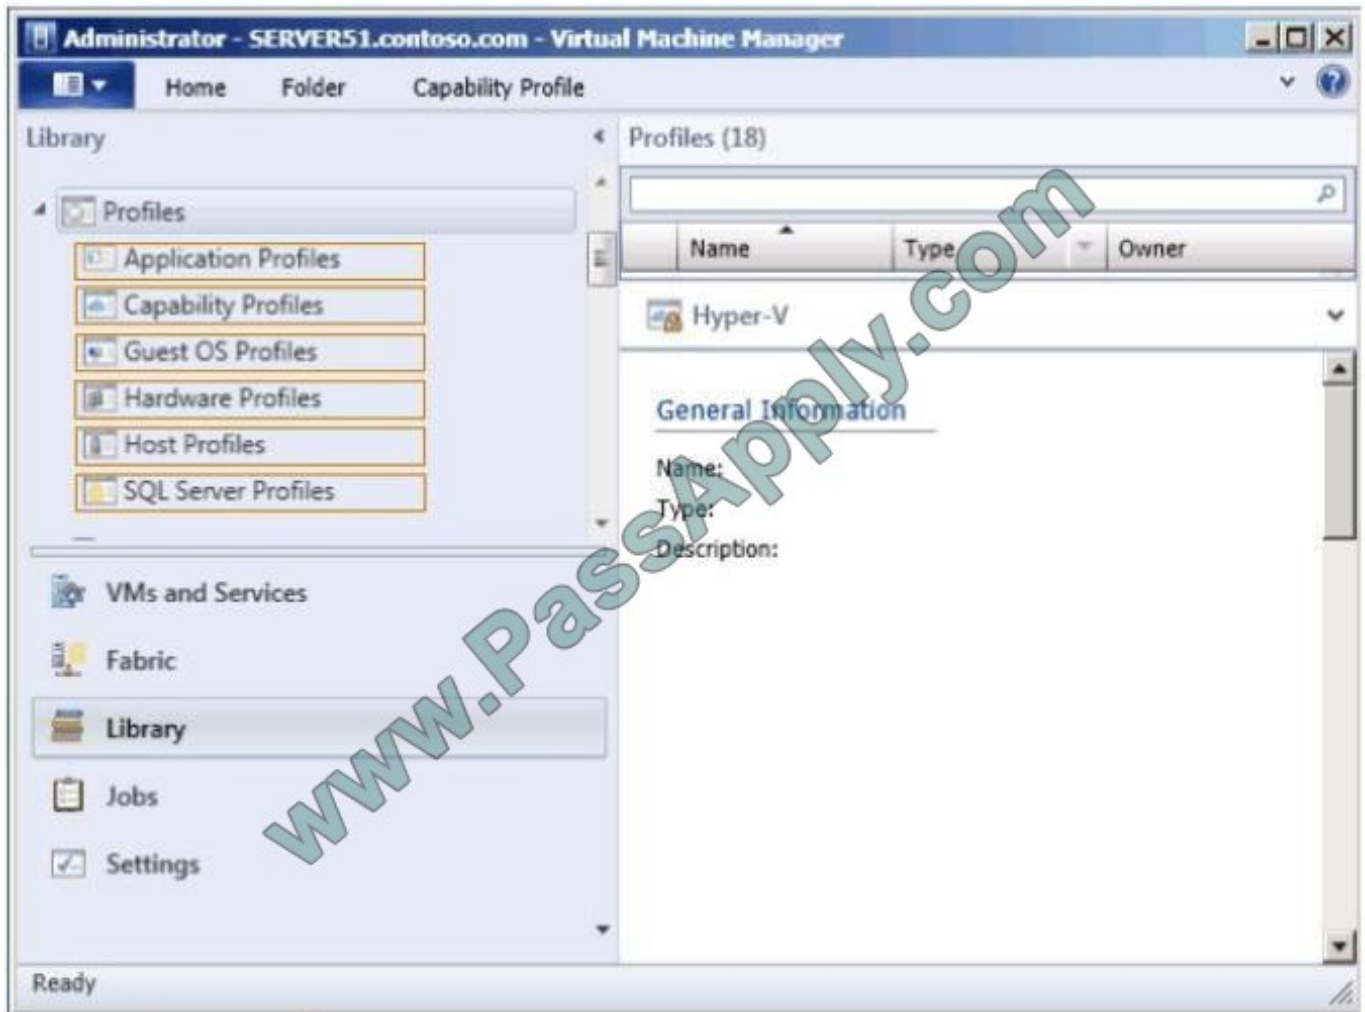 Administrator - SERVER51.contoso.com - Virtual Machine Manager
Home Folder Capability Profile
Library
Profiles (18)
Profiles
Application Profiles
Capability Profiles
Guest OS Profiles
Hardware Profiles
Host Profiles
SQL Server Profiles
Name Type Owner
Hyper-V
General Information
Name:
Type:
Description:
VMs and Services
Fabric
Library
Jobs
Settings
Ready
www.PassApply.com